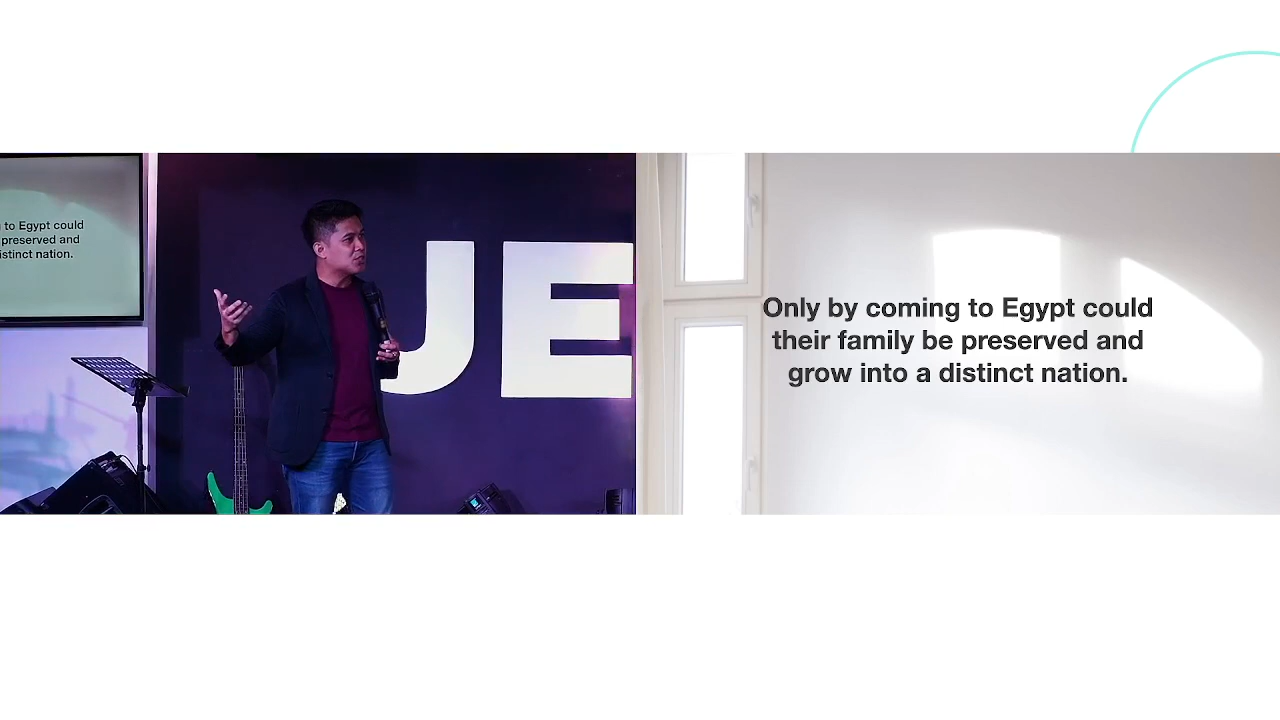 to Egypt could
preserved and
distinct nation.
JE
Only by coming to Egypt could
their family be preserved and
grow into a distinct nation.